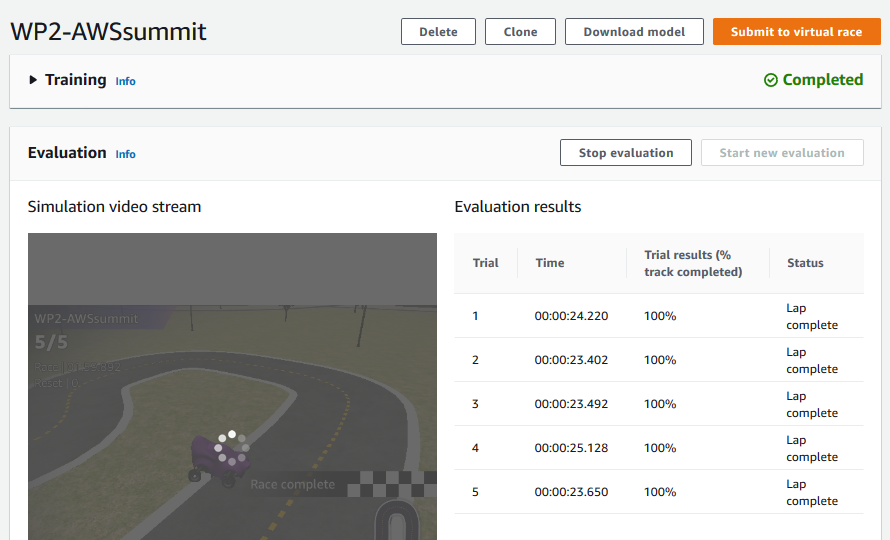 WP2-AWSsummit
Delete
Clone
Download model
Submit to virtual race
Training Info
Completed
Evaluation Info
Stop evaluation
Start new evaluation
Simulation video stream
WP2-AWSsummit
5/5
Race complete
Evaluation results
Trial Time Trial results (% track completed) Status
1 00:00:24.220 100% Lap complete
2 00:00:23.402 100% Lap complete
3 00:00:23.492 100% Lap complete
4 00:00:25.128 100% Lap complete
5 00:00:23.650 100% Lap complete